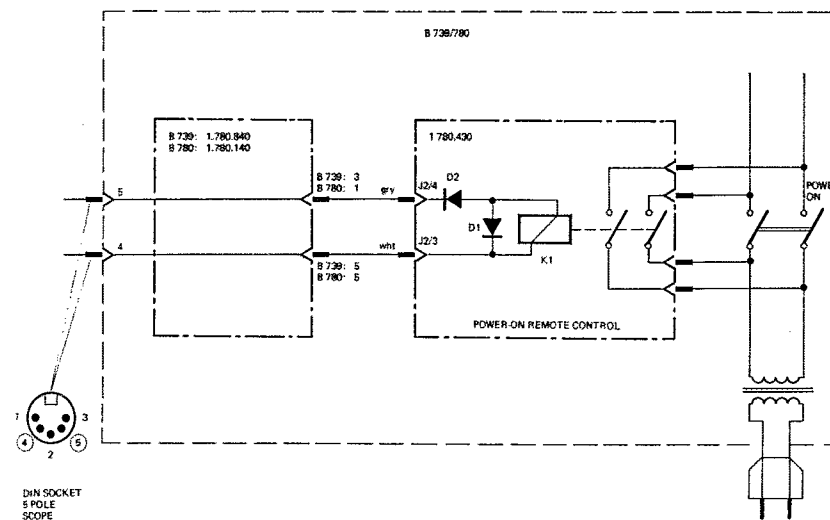 B 739/780
B 739: 1.780.840
B 780: 1.780.140
1 780.430
B 739: 3
B 780: 1
gry
J2/4
D2
5
D1
POWE
ON
4
wht
J2/3
K1
B 739: 5
B 780: 5
POWER-ON REMOTE CONTROL
1
3
4
5
2
DIN SOCKET
5 POLE
SCOPE